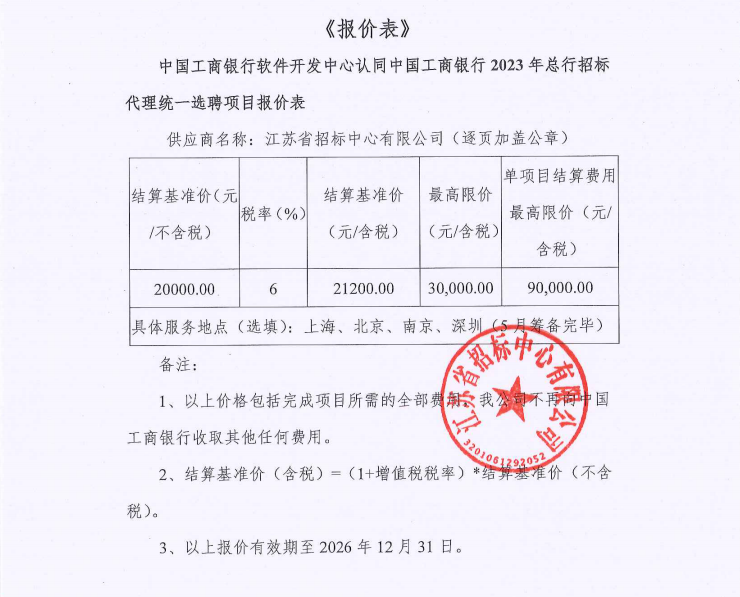 《报价表》
中国工商银行软件开发中心认同中国工商银行 2023 年总行招标
代理统一选聘项目报价表
供应商名称：江苏省招标中心有限公司（逐页加盖公章）
结算基准价（元
/不含税）
税率（%）
结算基准价
（元/含税）
最高限价
（元/含税）
单项目结算费用
最高限价（元/
含税）
20000.00
6
21200.00
30,000.00
90,000.00
具体服务地点（选填）：上海、北京、南京、深圳（5 月筹备完毕）
备注：
1、以上价格包括完成项目所需的全部费用，我公司不再向中国
工商银行收取其他任何费用。
2、结算基准价（含税）=（1+增值税税率）*结算基准价（不含
税）。
3、以上报价有效期至 2026 年 12 月 31 日。
江苏省招标中心有限公司
3201061292052